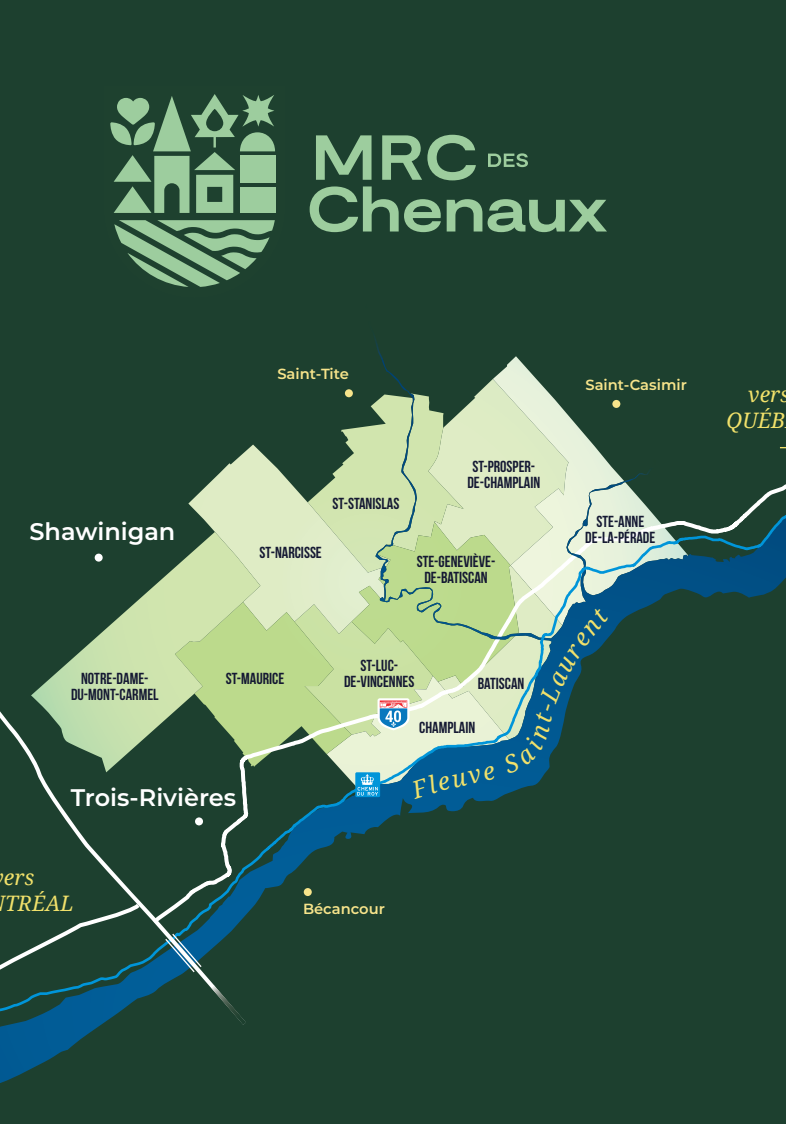 MRC DES
Chenaux
Saint-Tite
Saint-Casimir
vers
QUÉB
ST-PROSPER-
DE-CHAMPLAIN
ST-STANISLAS
STE-ANNE
DE-LA-PÉRADE
Shawinigan
ST-NARCISSE
STE-GENEVIÈVE-
DE-BATISCAN
NOTRE-DAME-
DU-MONT-CARMEL
ST-MAURICE
ST-LUC-
DE-VINCENNES
BATISCAN
40
CHAMPLAIN
Fleuve Saint-Laurent
CHEMIN
DU ROY
Trois-Rivières
vers
NTRÉAL
Bécancour